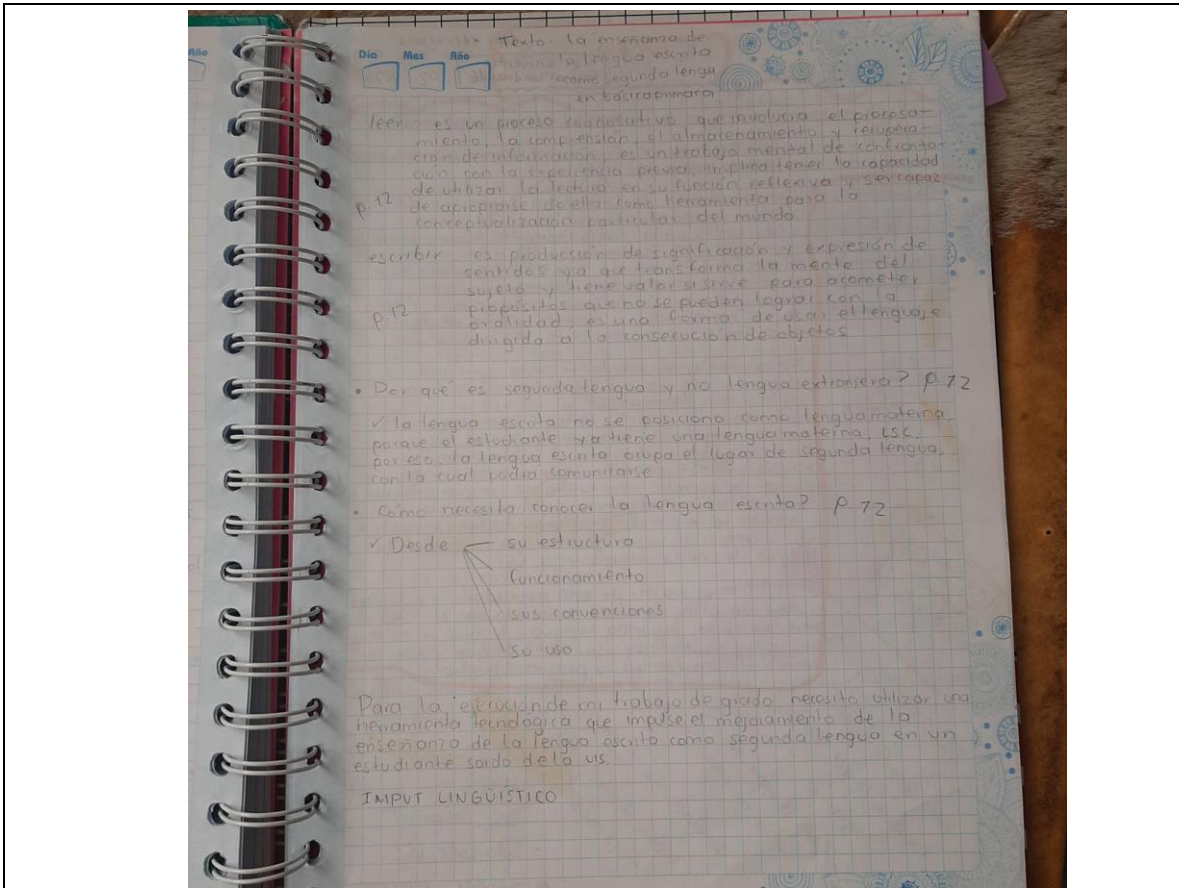 Año
Día Mes Año
Texto: la enseñanza de
la lengua escrita
como segunda lengu
en básica primaria
leer: es un proceso cognositivo que involucra el procesa-
miento, la comprensión, el almacenamiento y recupera-
ción de información; es un trabajo mental de confronta-
ción con la experiencia previa, implica tener la capacidad
de utilizar la lectura en su función reflexiva y ser capaz
p.12 de apropiarse de ella como herramienta para la
conceptualización particular del mundo
escribir es producción de significación y expresión de
sentidos ya que transforma la mente del
sujeto y tiene valor si sirve para acometer
p.12 propósitos que no se pueden lograr con la
oralidad, es una forma de usar el lenguaje
dirigida a la consecución de objetos
• Por qué es segunda lengua y no lengua extranjera? p.12
✓ la lengua escrita no se posiciona como lengua materna
porque el estudiante ya tiene una lengua materna, LSC.
por eso, la lengua escrita ocupa el lugar de segunda lengua,
con la cual podrá comunicarse
• Cómo necesita conocer la lengua escrita? p.12
✓ Desde su estructura
funcionamiento
sus convenciones
su uso
Para la ejecución de mi trabajo de grado necesito utilizar una
herramienta tecnológica que impulse el mejoramiento de la
enseñanza de la lengua escrita como segunda lengua en un
estudiante sordo de la UIS.
IMPUT LINGÜÍSTICO